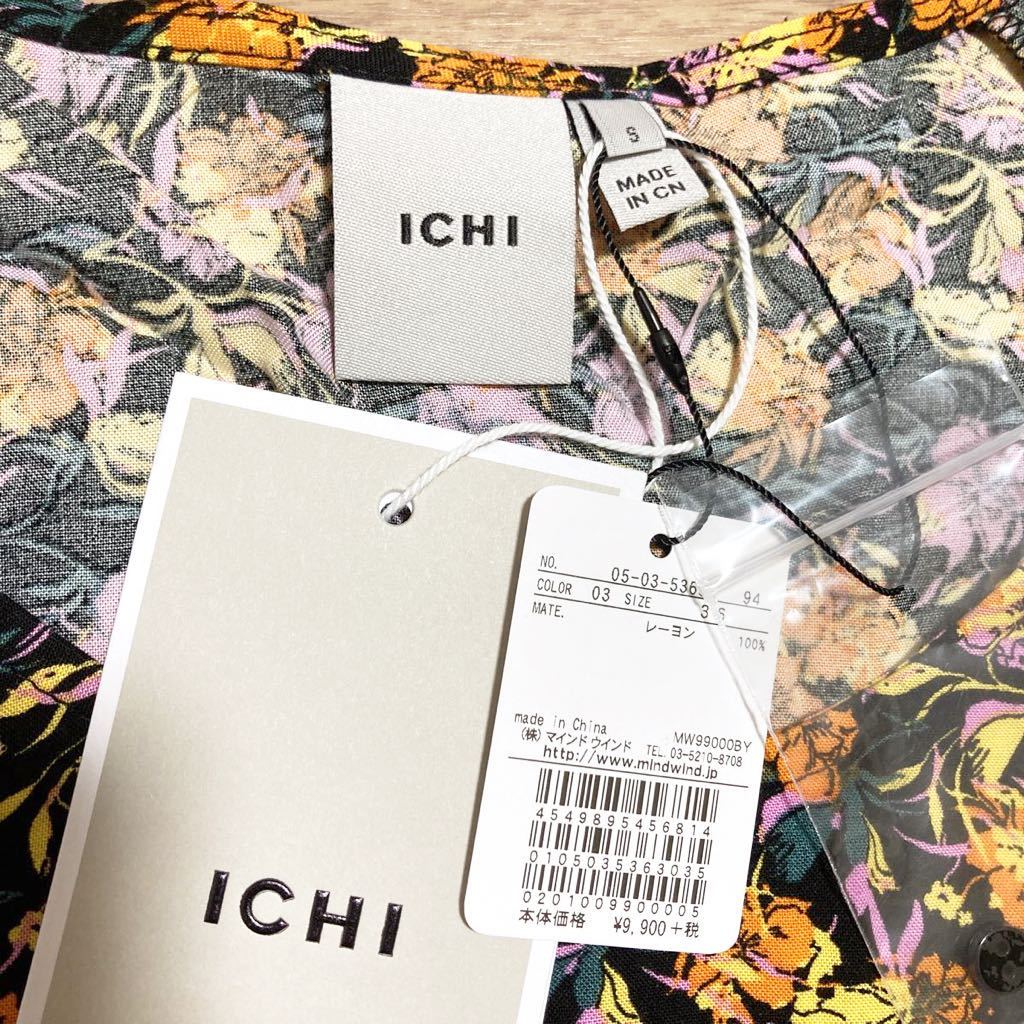 ICHI
S
MADE
IN CN
NO. 05-03-536 94
COLOR 03 SIZE 3 S
MATE. レーヨン 100%
made in China MW99000BY
(株)マインドウインド TEL. 03-5210-8708
http://www.mindwind.jp
4549895456814
0105035363035
0201009900005
本体価格 ¥9,900+税
ICHI